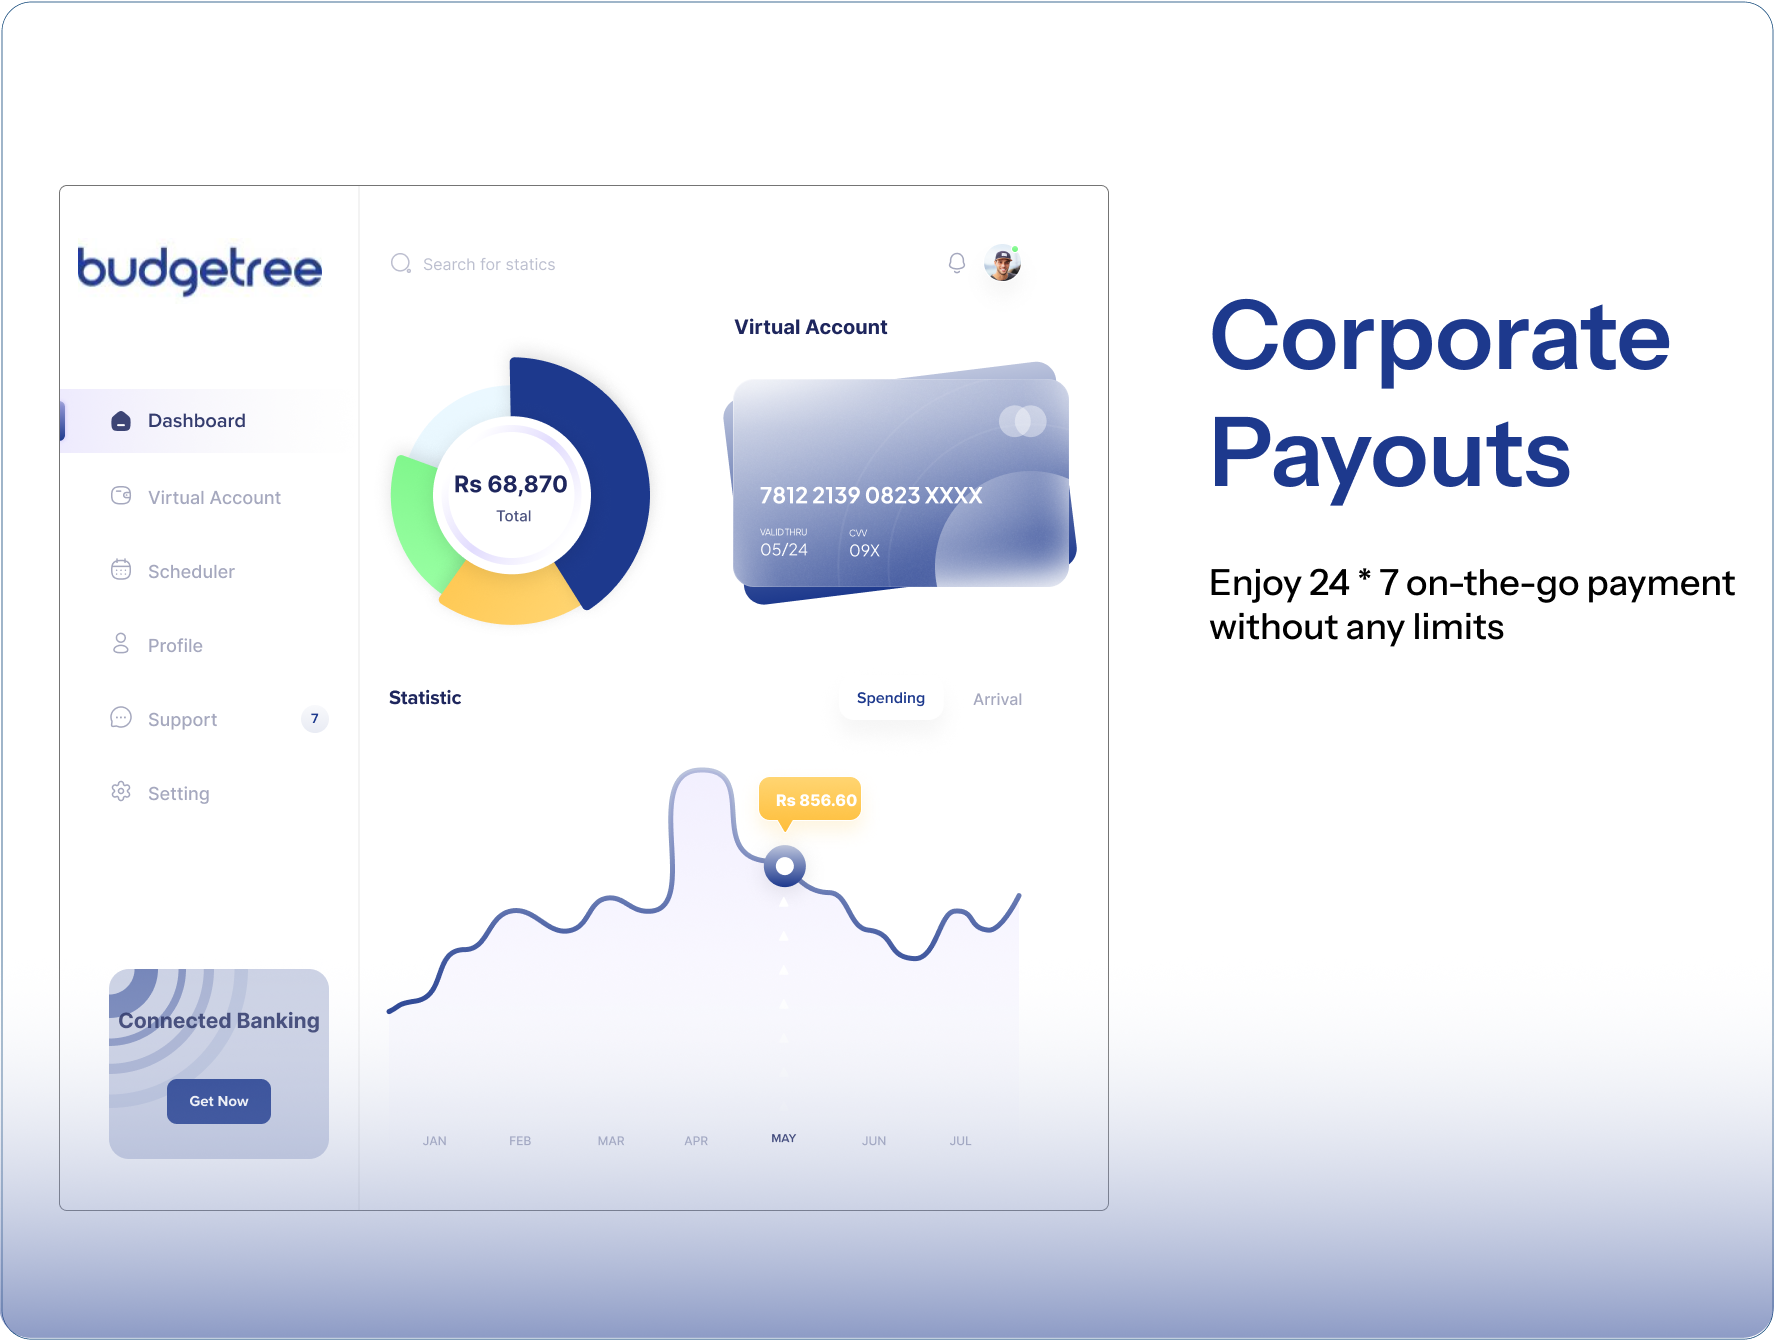 budgetree
Search for statics
Virtual Account
Dashboard
Virtual Account
Scheduler
Profile
Support
7
Setting
Connected Banking
Get Now
Rs 68,870
Total
7812 2139 0823 XXXX
VALID THRU
05/24
CVV
09X
Statistic
Spending
Arrival
Rs 856.60
JAN
FEB
MAR
APR
MAY
JUN
JUL
Corporate
Payouts
Enjoy 24 * 7 on-the-go payment
without any limits